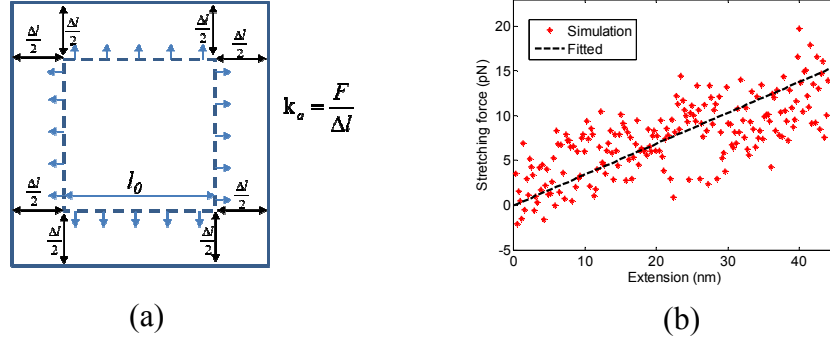 Δl/2 Δl/2
Δl/2 Δl/2
k_a = F/Δl
l_0
Δl/2 Δl/2
Δl/2 Δl/2
(a)
Stretching force (pN)
20
15
10
5
0
Simulation
Fitted
0 10 20 30 40
Extension (nm)
(b)